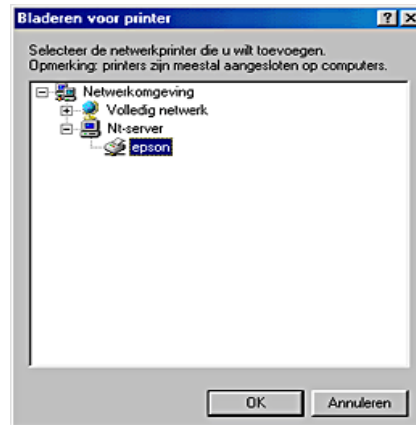 Bladeren voor printer
Selecteer de netwerkprinter die u wilt toevoegen.
Opmerking: printers zijn meestal aangesloten op computers.
Netwerkomgeving
Volledig netwerk
Nt-server
epson
OK Annuleren